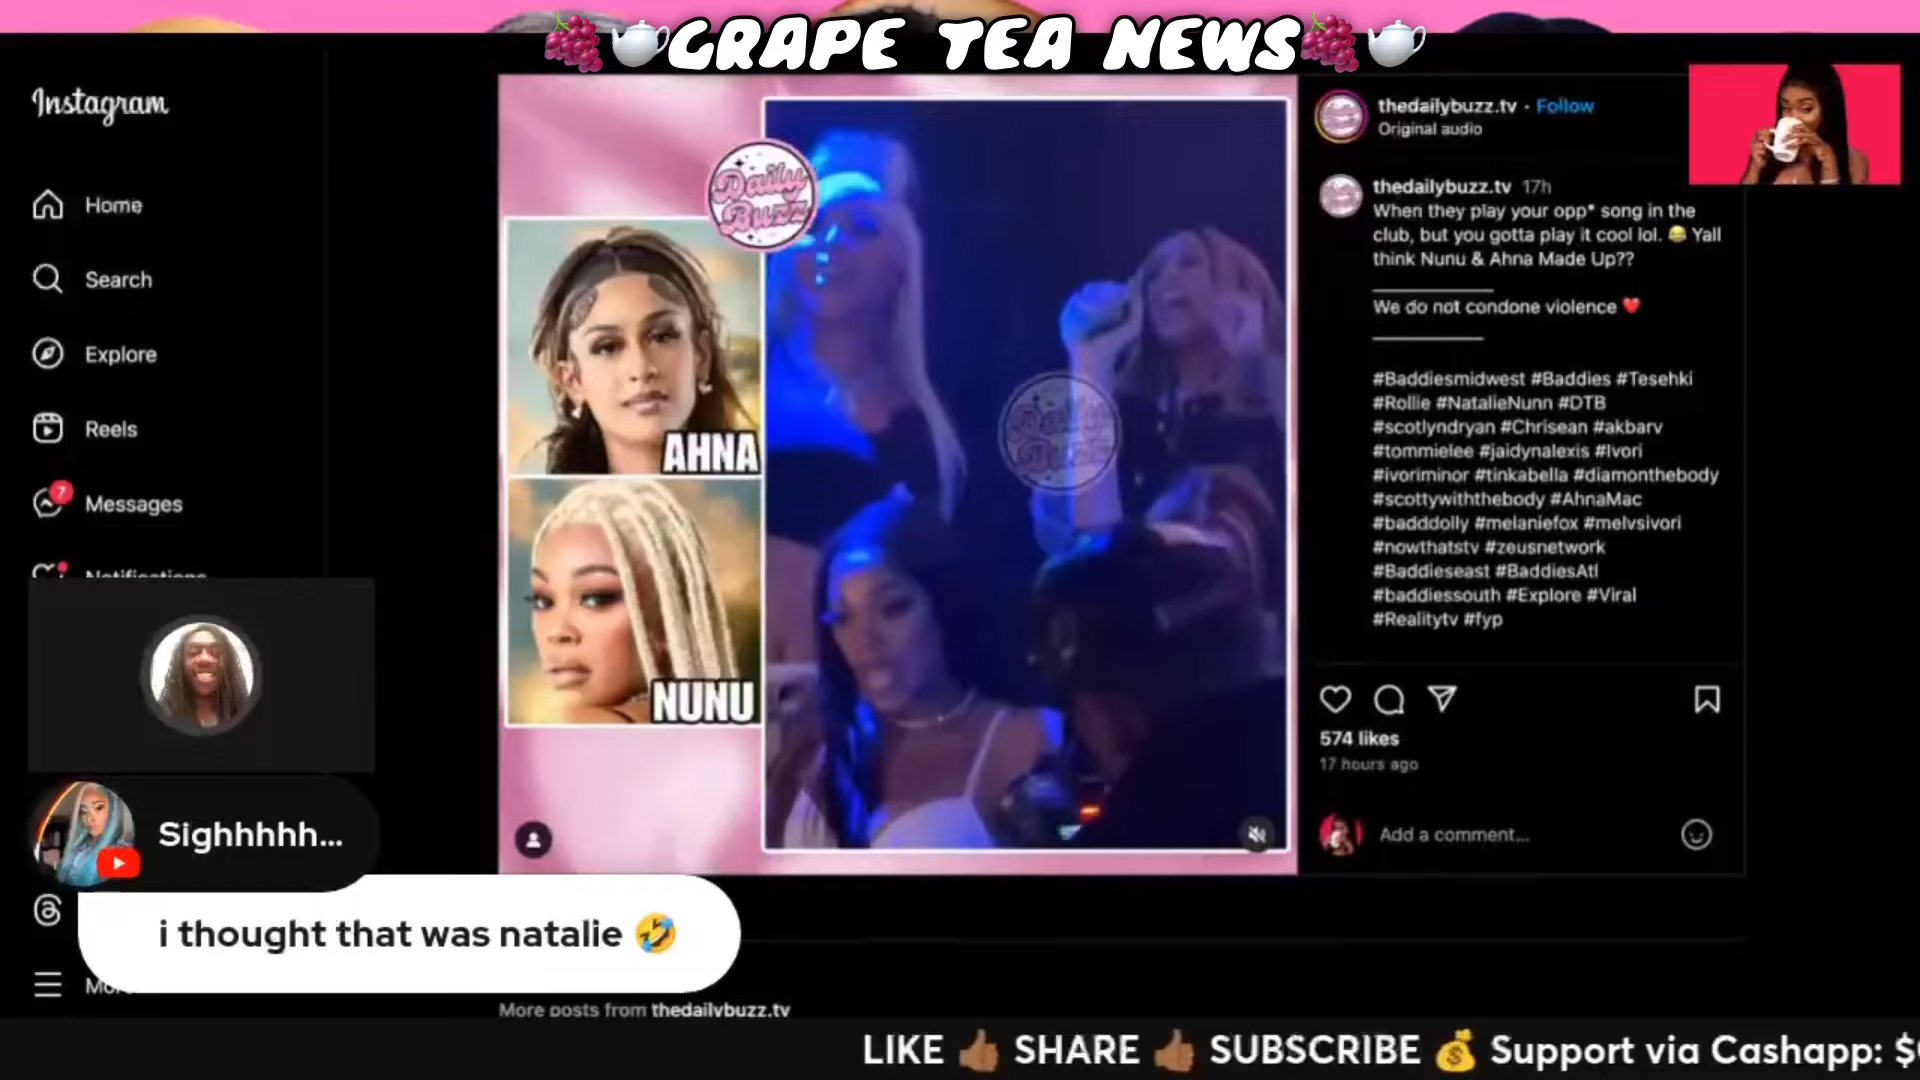 GRAPE TEA NEWS
Instagram
Home
Search
Explore
Reels
7
Messages
Notifications
Daily
Buzz
AHNA
NUNU
Daily
Buzz
thedailybuzz.tv · Follow
Original audio
thedailybuzz.tv 17h
When they play your opp* song in the
club, but you gotta play it cool lol. 😂 Yall
think Nunu & Ahna Made Up??
We do not condone violence ❤️
#Baddiesmidwest #Baddies #Tesehki
#Rollie #NatalieNunn #DTB
#scotlyndryan #Chrisean #akbarv
#tommielee #jaidynalexis #Ivori
#ivoriminor #tinkabella #diamonthebody
#scottywiththebody #AhnaMac
#badddolly #melaniefox #melvsivori
#nowthatstv #zeusnetwork
#Baddieseast #BaddiesAtl
#baddiessouth #Explore #Viral
#Realitytv #fyp
574 likes
17 hours ago
Add a comment...
Sighhhhh...
i thought that was natalie 🤣
More posts from thedailybuzz.tv
LIKE 👍🏾 SHARE 👍🏾 SUBSCRIBE 💰 Support via Cashapp: $